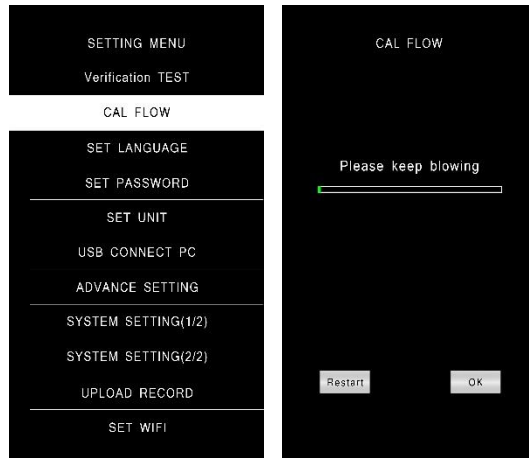 SETTING MENU
Verification TEST
CAL FLOW
SET LANGUAGE
SET PASSWORD
SET UNIT
USB CONNECT PC
ADVANCE SETTING
SYSTEM SETTING(1/2)
SYSTEM SETTING(2/2)
UPLOAD RECORD
SET WIFI
CAL FLOW
Please keep blowing
Restart
OK